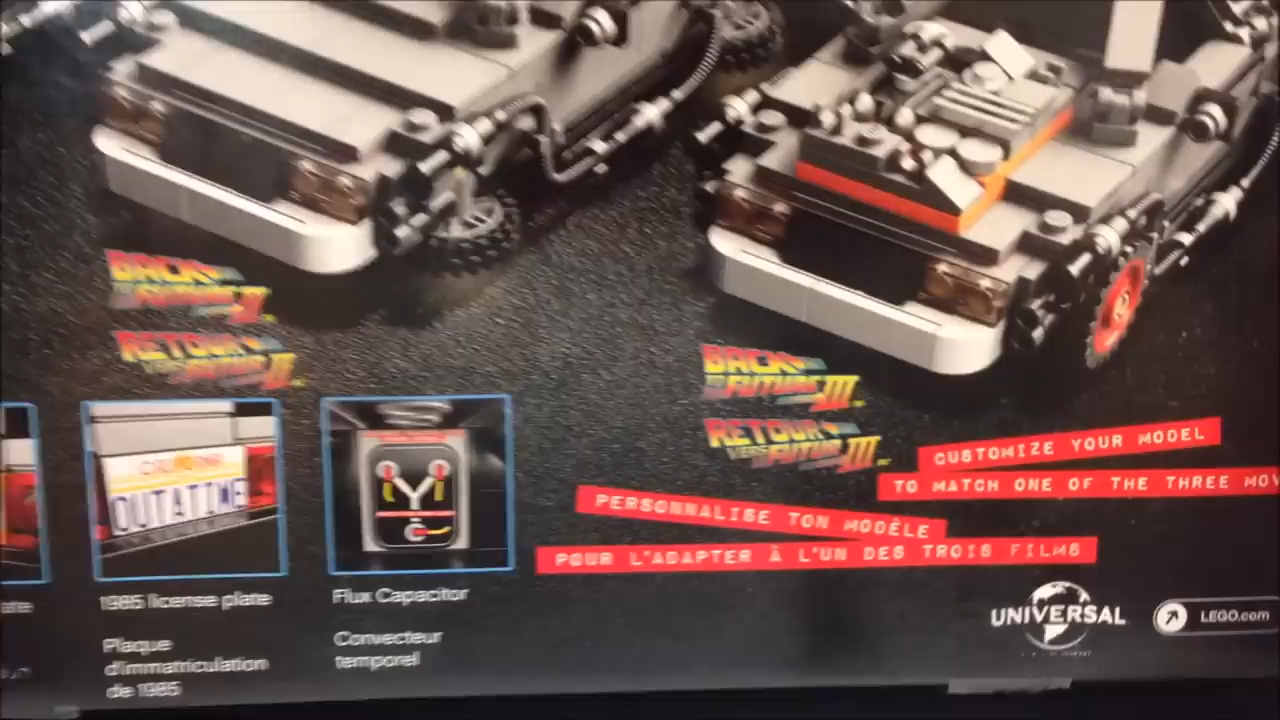 BACK TO THE FUTURE II
RETOUR VERS LE FUTUR II
BACK TO THE FUTURE III
RETOUR VERS LE FUTUR III
CUSTOMIZE YOUR MODEL
TO MATCH ONE OF THE THREE MOV
PERSONNALISE TON MODÈLE
POUR L'ADAPTER À L'UN DES TROIS FILMS
CALIFORNIA
OUTATIME
1985 license plate
Plaque
d'immatriculation
de 1985
Flux Capacitor
Convecteur
temporel
UNIVERSAL
LEGO.com